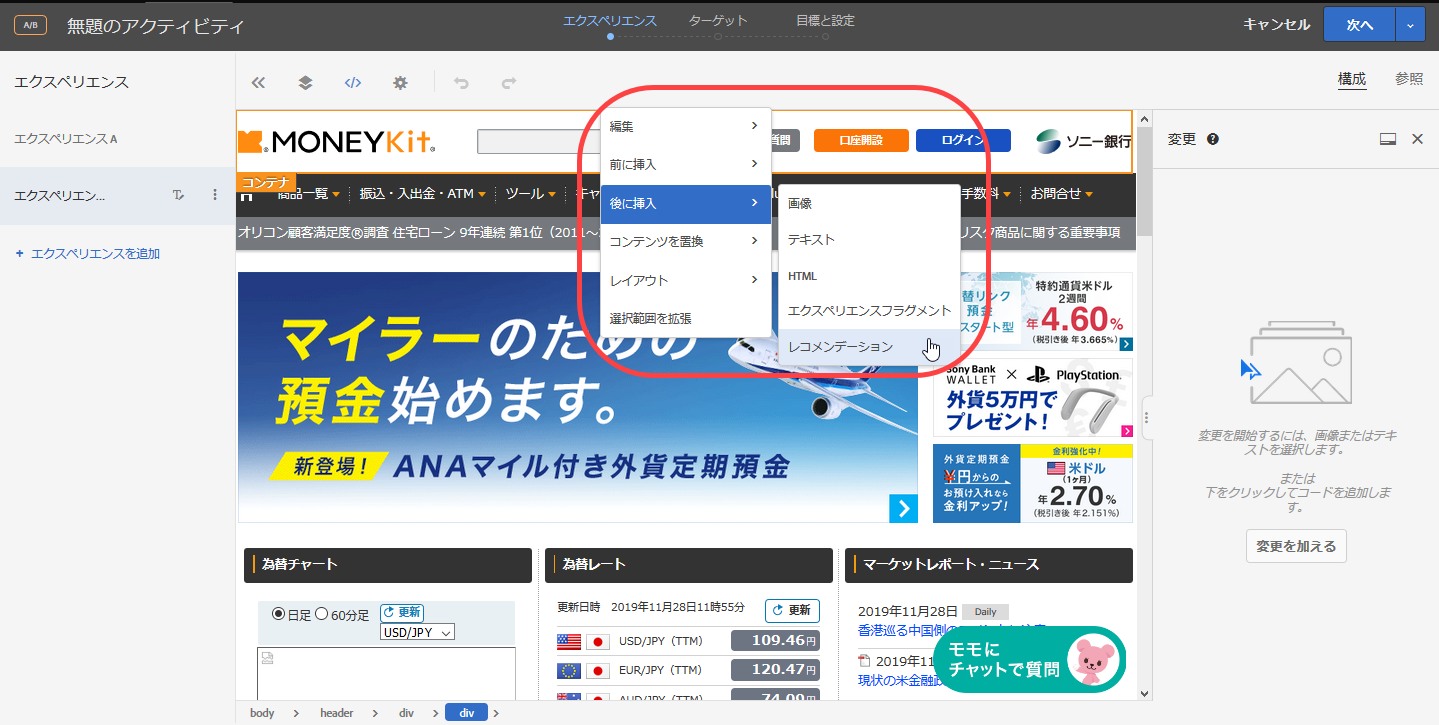 A/B 無題のアクティビティ
エクスペリエンス ターゲット 目標と設定
キャンセル 次へ
エクスペリエンス
エクスペリエンス A
エクスペリエン...
+ エクスペリエンスを追加
構成 参照
MONEYKit
質問 口座開設 ログイン ソニー銀行
コンテナ
商品一覧 振込・入出金・ATM ツール キャ 手数料 お問合せ
オリコン顧客満足度®調査 住宅ローン 9年連続 第1位(2011～
リスク商品に関する重要事項
編集
前に挿入
後に挿入
コンテンツを置換
レイアウト
選択範囲を拡張
画像
テキスト
HTML
エクスペリエンスフラグメント
レコメンデーション
マイラーのための
預金始めます。
新登場! ANAマイル付き外貨定期預金
替リンク
預金
スタート型
特約通貨米ドル
2週間
年4.60%
(税引き後 年3.665%)
Sony Bank
WALLET × PlayStation.
外貨5万円で
プレゼント!
外貨定期預金
¥円からの
お預け入れなら
金利アップ!
金利強化中!
米ドル
(1ヶ月)
年2.70%
(税引き後 年2.151%)
為替チャート
日足 60分足 更新
USD/JPY
為替レート
更新日時 2019年11月28日11時55分 更新
USD/JPY（TTM） 109.46円
EUR/JPY（TTM） 120.47円
AUD/JPY（TTM） 74.09円
マーケットレポート・ニュース
2019年11月28日 Daily
香港巡る中国側の
2019年11
現状の米金融政
モモに
チャットで質問
変更
変更を開始するには、画像またはテキ
ストを選択します。
または
下をクリックしてコードを追加しま
す。
変更を加える
body > header > div > div >